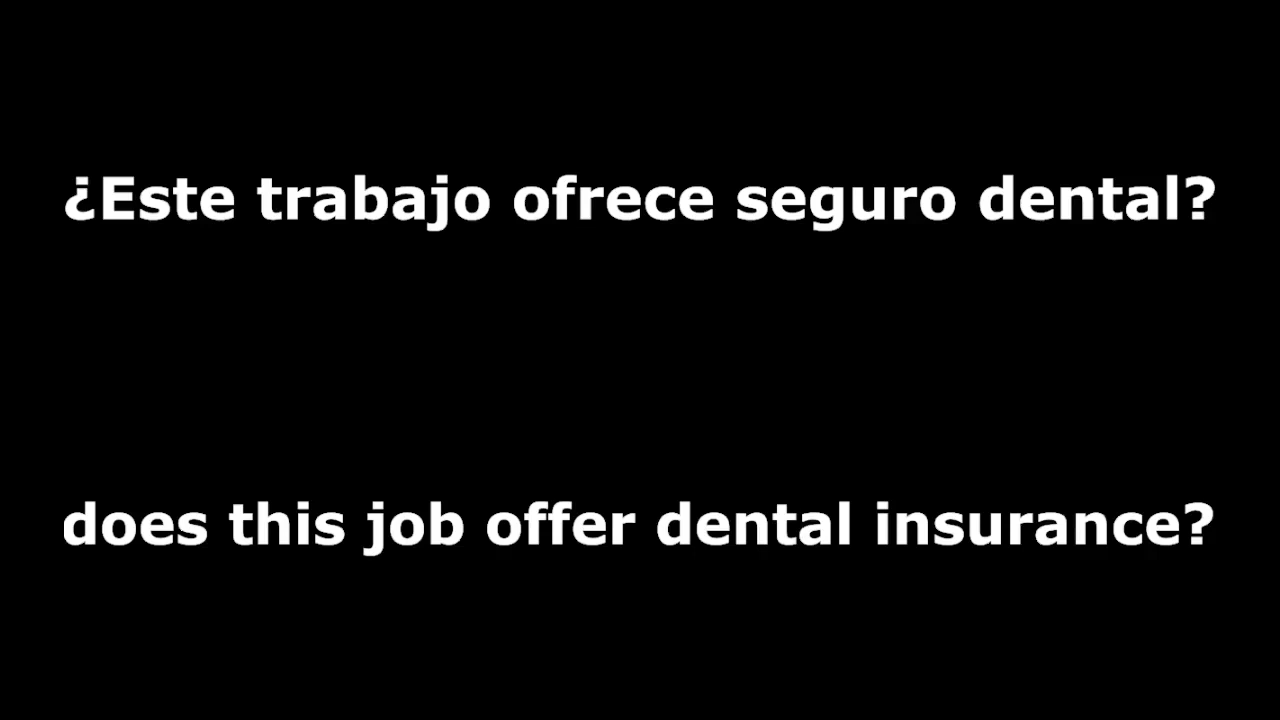 ¿Este trabajo ofrece seguro dental?
does this job offer dental insurance?